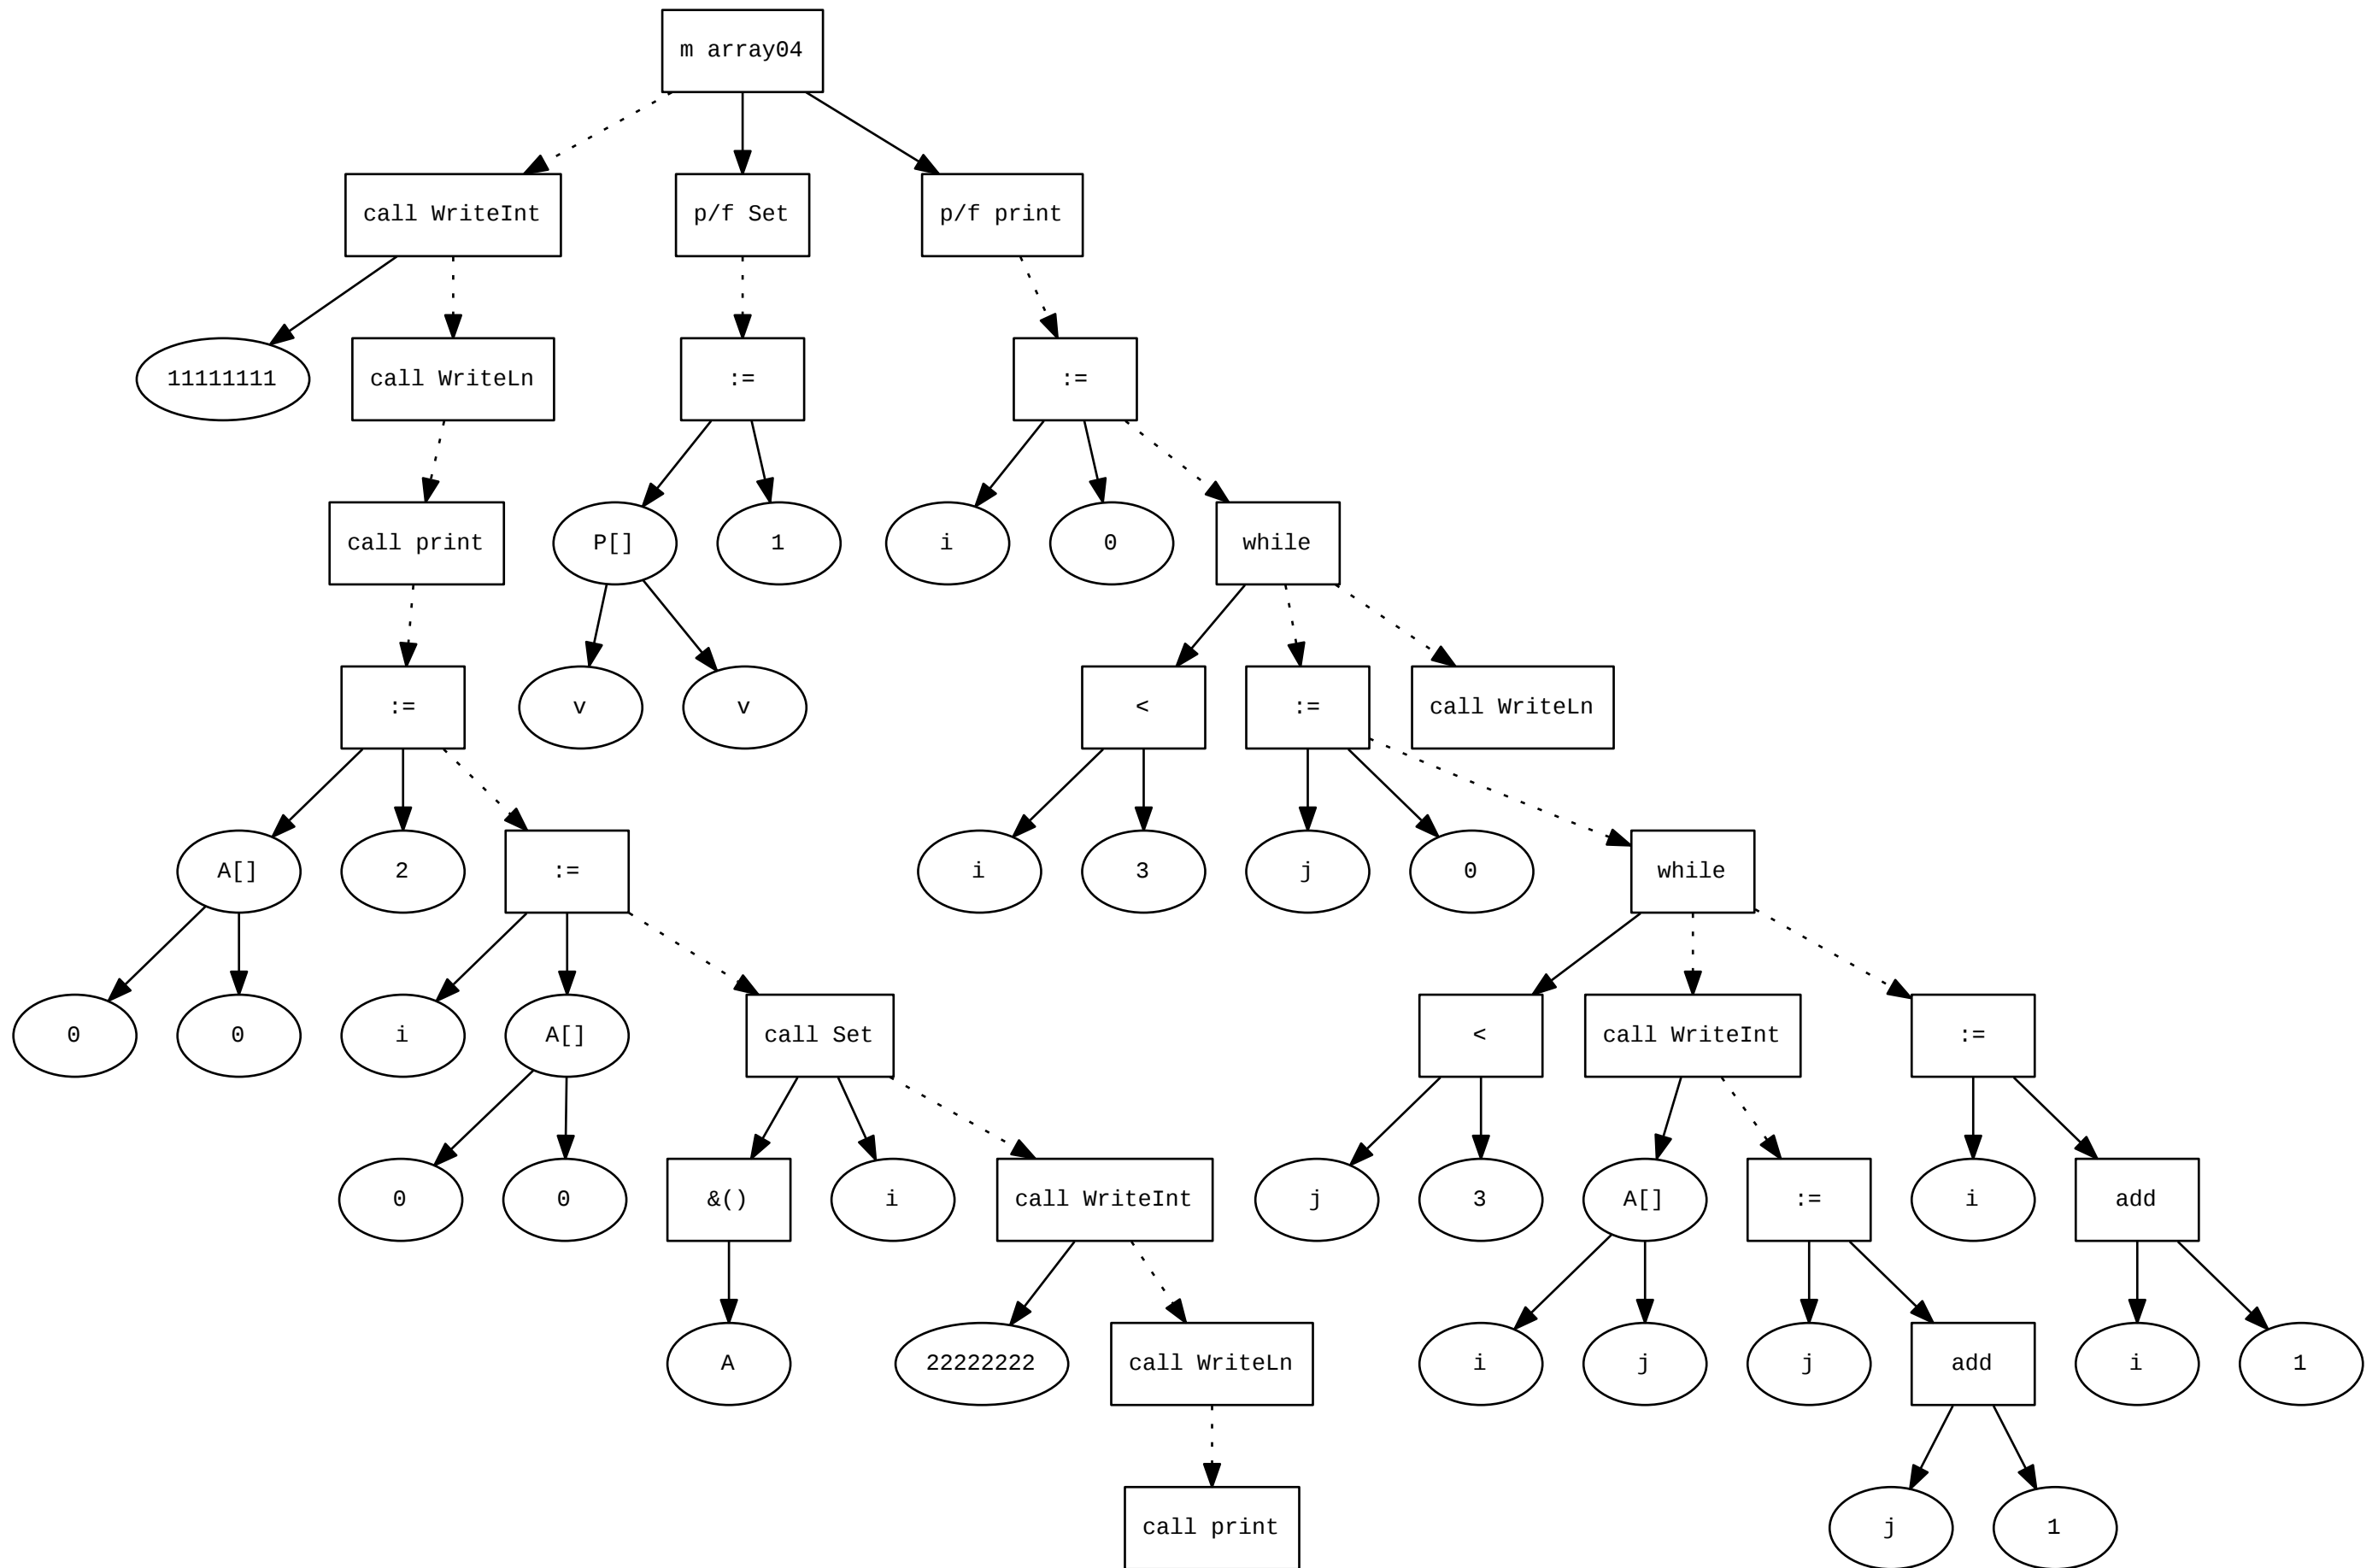 m array04
call WriteInt
p/f Set
p/f print
11111111
call WriteLn
:=
:=
call print
P[]
1
i
0
while
:=
v
v
<
:=
call WriteLn
A[]
2
:=
i
3
j
0
while
0
0
i
A[]
call Set
<
call WriteInt
:=
0
0
&()
i
call WriteInt
j
3
A[]
:=
i
add
A
22222222
call WriteLn
i
j
j
add
i
1
call print
j
1